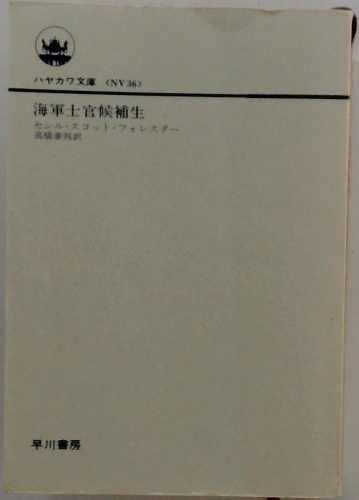 ハヤカワ文庫 〈NV36〉
海軍士官候補生
セシル・スコット・フォレスター
高橋泰邦訳
早川書房